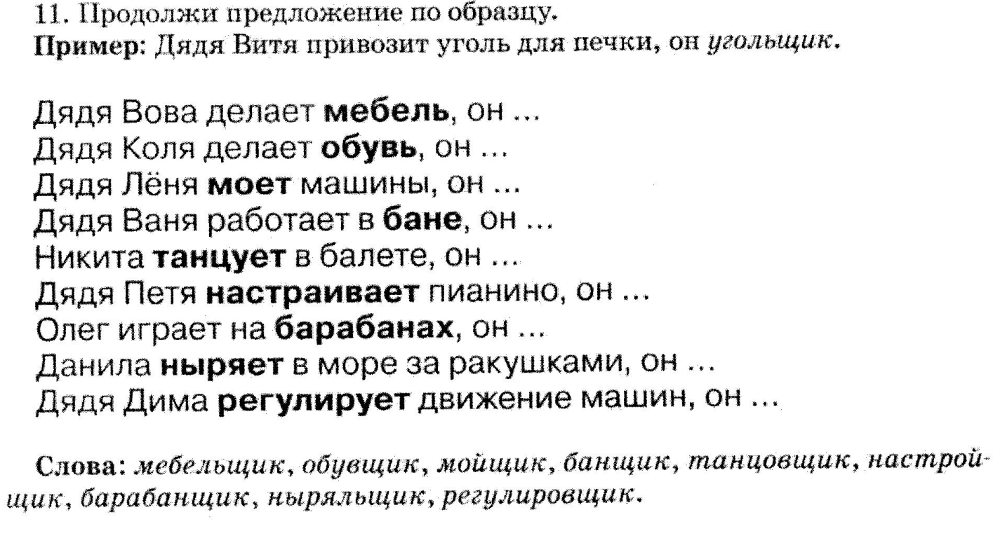 11. Продолжи предложение по образцу.
Пример: Дядя Витя привозит уголь для печки, он угольщик.
Дядя Вова делает мебель, он ...
Дядя Коля делает обувь, он ...
Дядя Лёня моет машины, он ...
Дядя Ваня работает в бане, он ...
Никита танцует в балете, он ...
Дядя Петя настраивает пианино, он ...
Олег играет на барабанах, он ...
Данила ныряет в море за ракушками, он ...
Дядя Дима регулирует движение машин, он ...
Слова: мебельщик, обувщик, мойщик, банщик, танцовщик, настрой-
щик, барабанщик, ныряльщик, регулировщик.